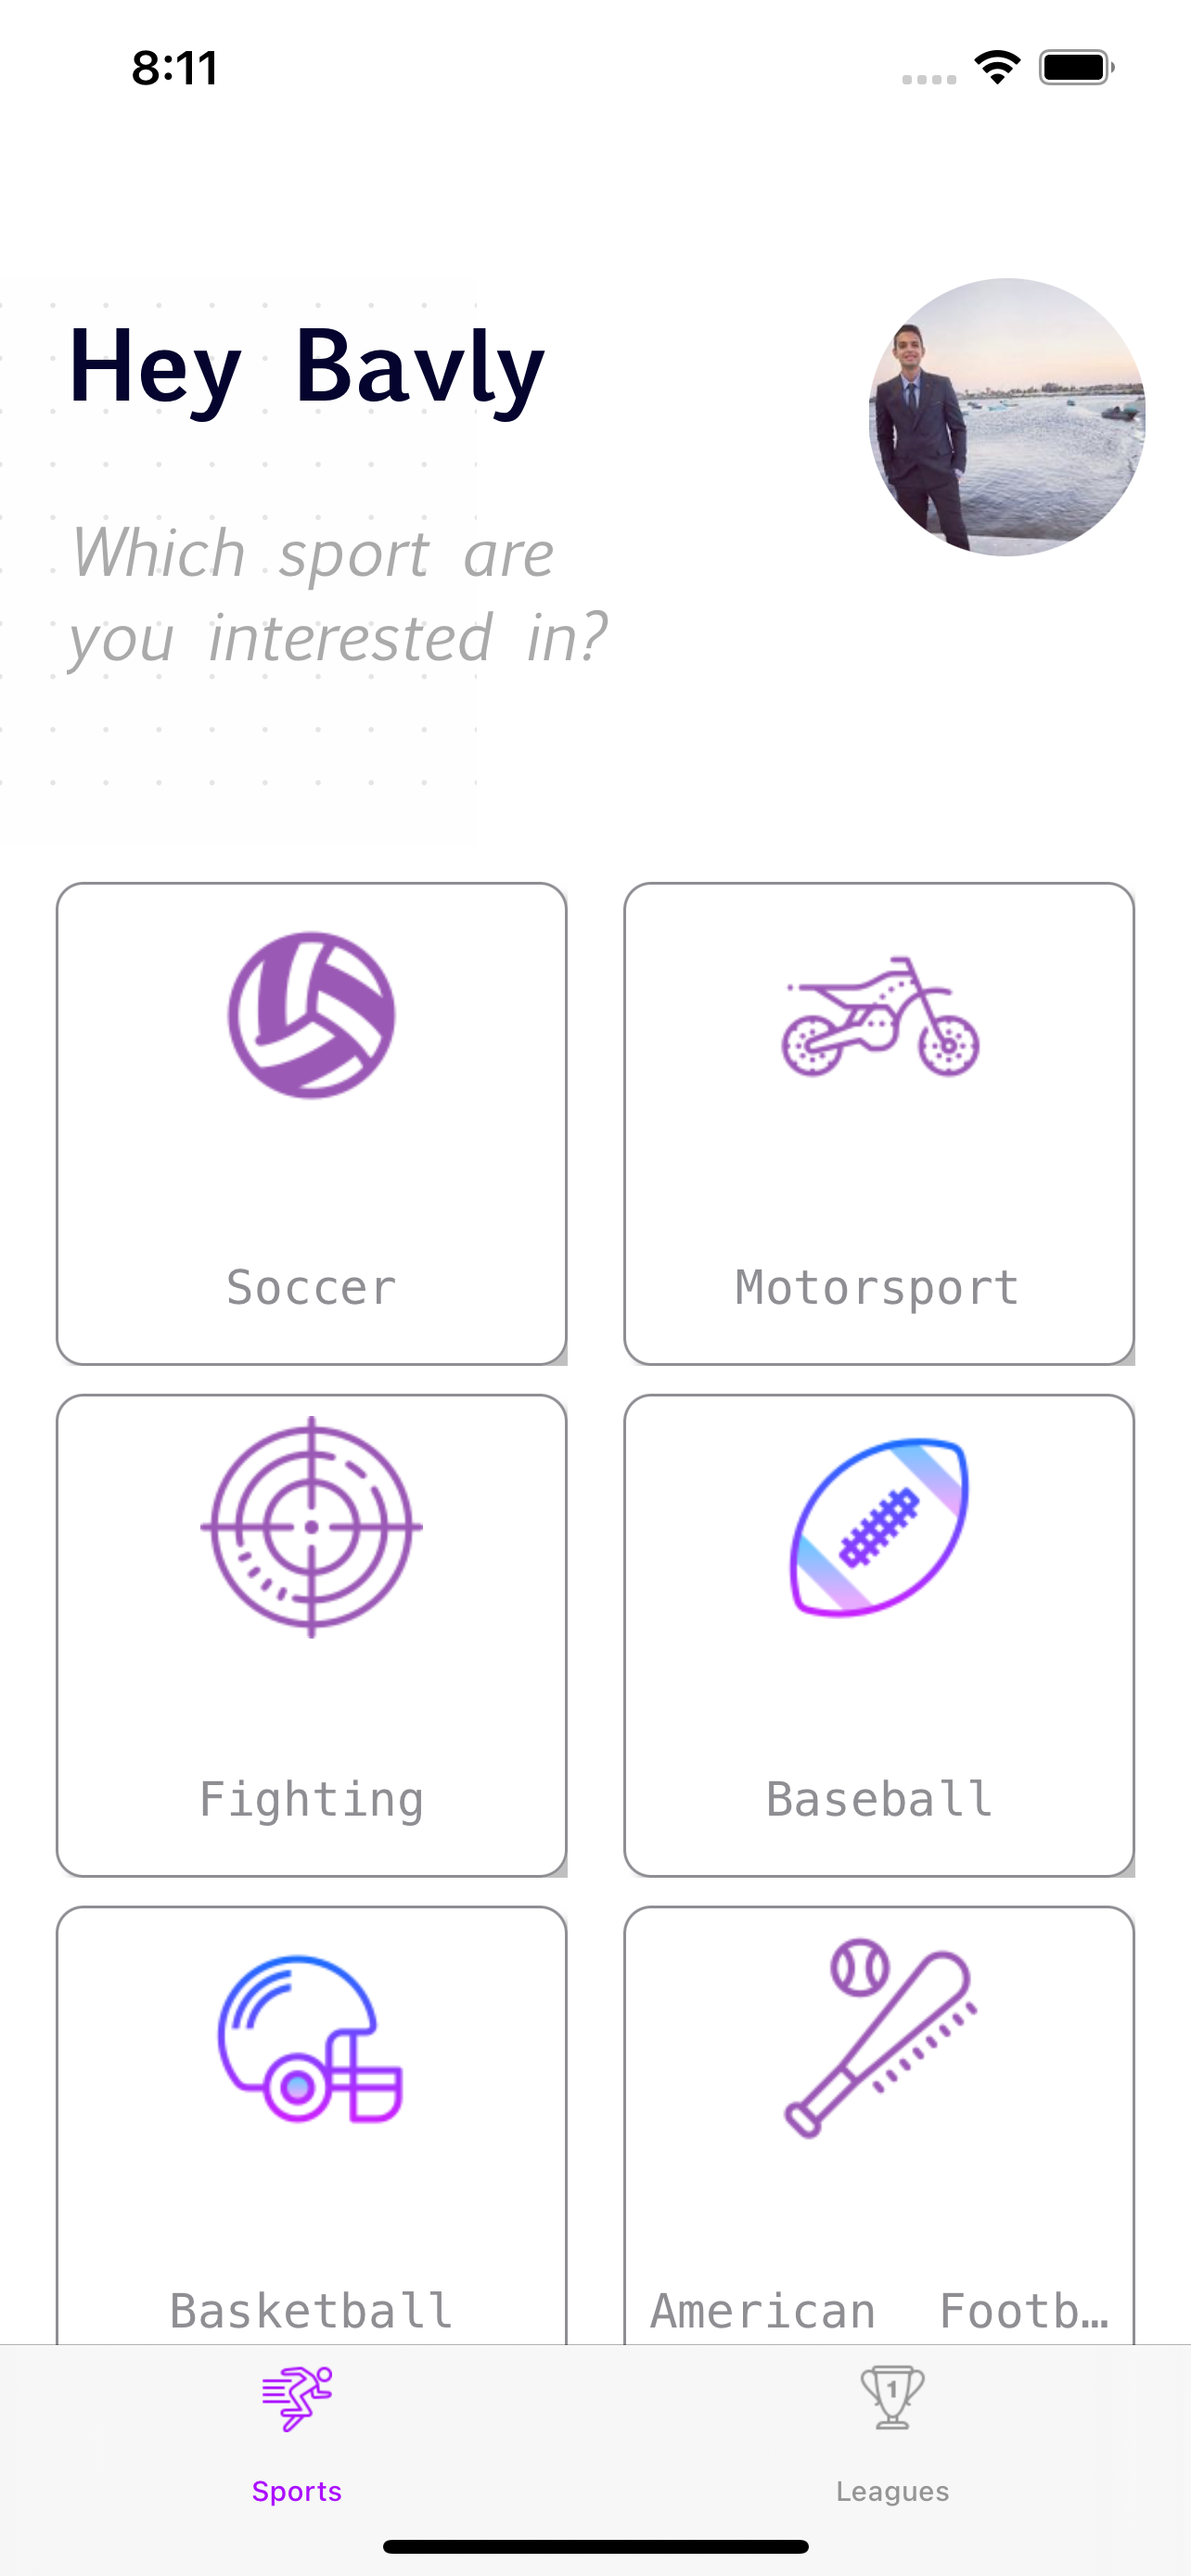 8:11
Hey Bavly
Which sport are
you interested in?
Soccer
Motorsport
Fighting
Baseball
Basketball
American Footb…
1
Sports
Leagues